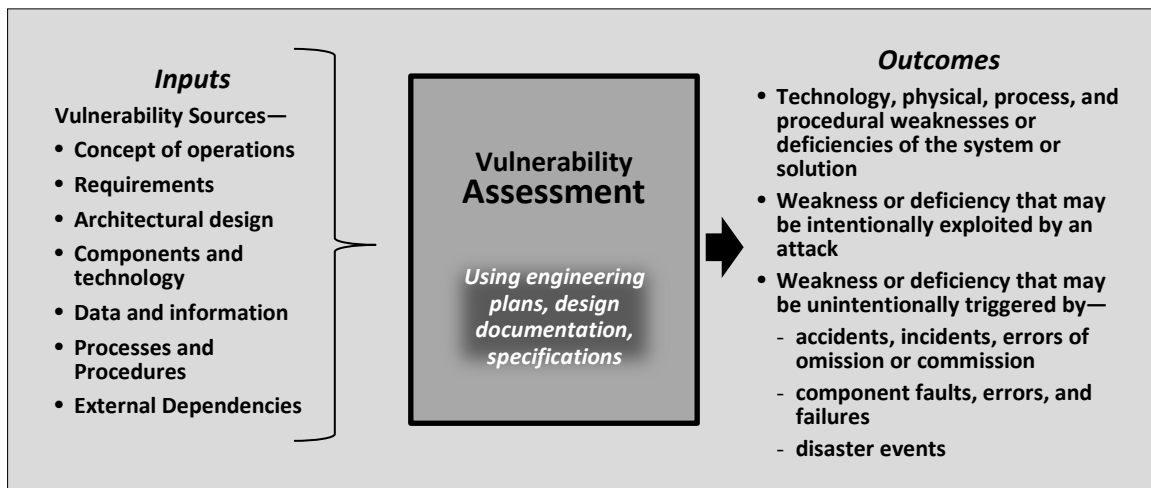 Inputs
Vulnerability Sources—
• Concept of operations
• Requirements
• Architectural design
• Components and
technology
• Data and information
• Processes and
Procedures
• External Dependencies
Vulnerability
Assessment
Using engineering
plans, design
documentation,
specifications
Outcomes
• Technology, physical, process, and
procedural weaknesses or
deficiencies of the system or
solution
• Weakness or deficiency that may
be intentionally exploited by an
attack
• Weakness or deficiency that may
be unintentionally triggered by—
- accidents, incidents, errors of
omission or commission
- component faults, errors, and
failures
- disaster events